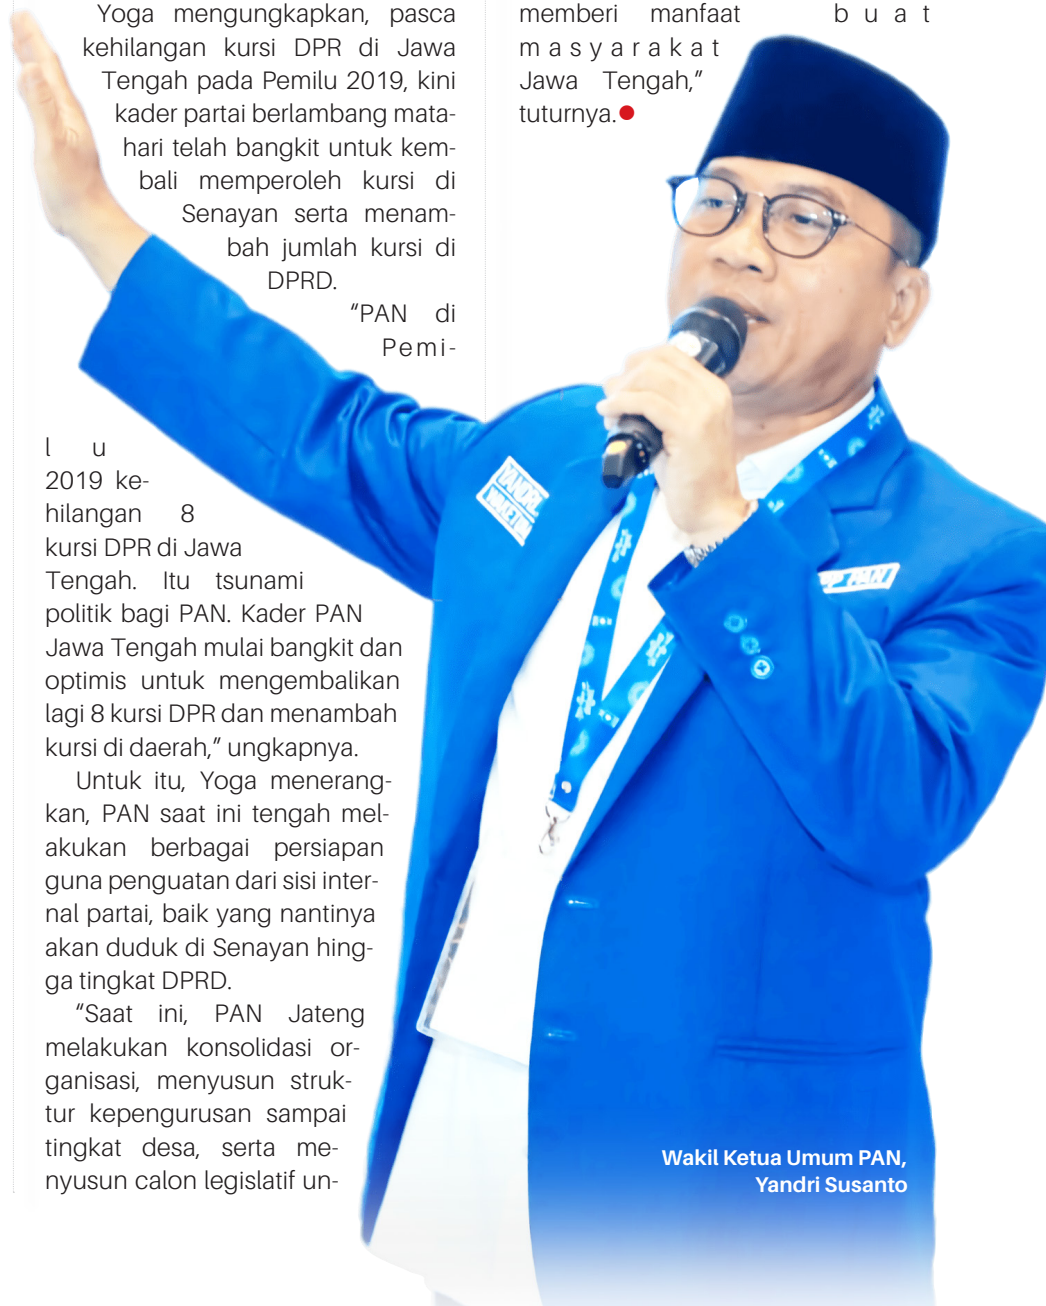 Yoga mengungkapkan, pasca
kehilangan kursi DPR di Jawa
Tengah pada Pemilu 2019, kini
kader partai berlambang mata-
hari telah bangkit untuk kem-
bali memperoleh kursi di
Senayan serta menam-
bah jumlah kursi di
DPRD.
“PAN di
Pemi-
l u
2019 ke-
hilangan 8
kursi DPR di Jawa
Tengah. Itu tsunami
politik bagi PAN. Kader PAN
Jawa Tengah mulai bangkit dan
optimis untuk mengembalikan
lagi 8 kursi DPR dan menambah
kursi di daerah,” ungkapnya.
Untuk itu, Yoga menerang-
kan, PAN saat ini tengah mel-
akukan berbagai persiapan
guna penguatan dari sisi inter-
nal partai, baik yang nantinya
akan duduk di Senayan hing-
ga tingkat DPRD.
“Saat ini, PAN Jateng
melakukan konsolidasi or-
ganisasi, menyusun struk-
tur kepengurusan sampai
tingkat desa, serta me-
nyusun calon legislatif un-
memberi manfaat b u a t
m a s y a r a k a t
Jawa Tengah,”
tuturnya.
YANDRI
WAKETUM
PAN
Wakil Ketua Umum PAN,
Yandri Susanto